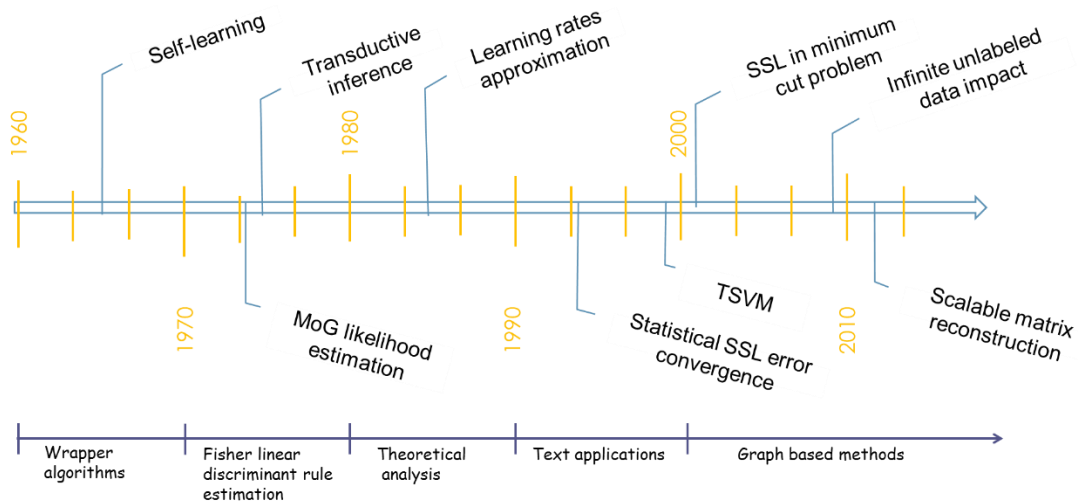 Self-learning
Transductive
inference
Learning rates
approximation
SSL in minimum
cut problem
Infinite unlabeled
data impact
1960
1980
2000
1970
1990
2010
MoG likelihood
estimation
Statistical SSL error
convergence
TSVM
Scalable matrix
reconstruction
Wrapper
algorithms
Fisher linear
discriminant rule
estimation
Theoretical
analysis
Text applications
Graph based methods